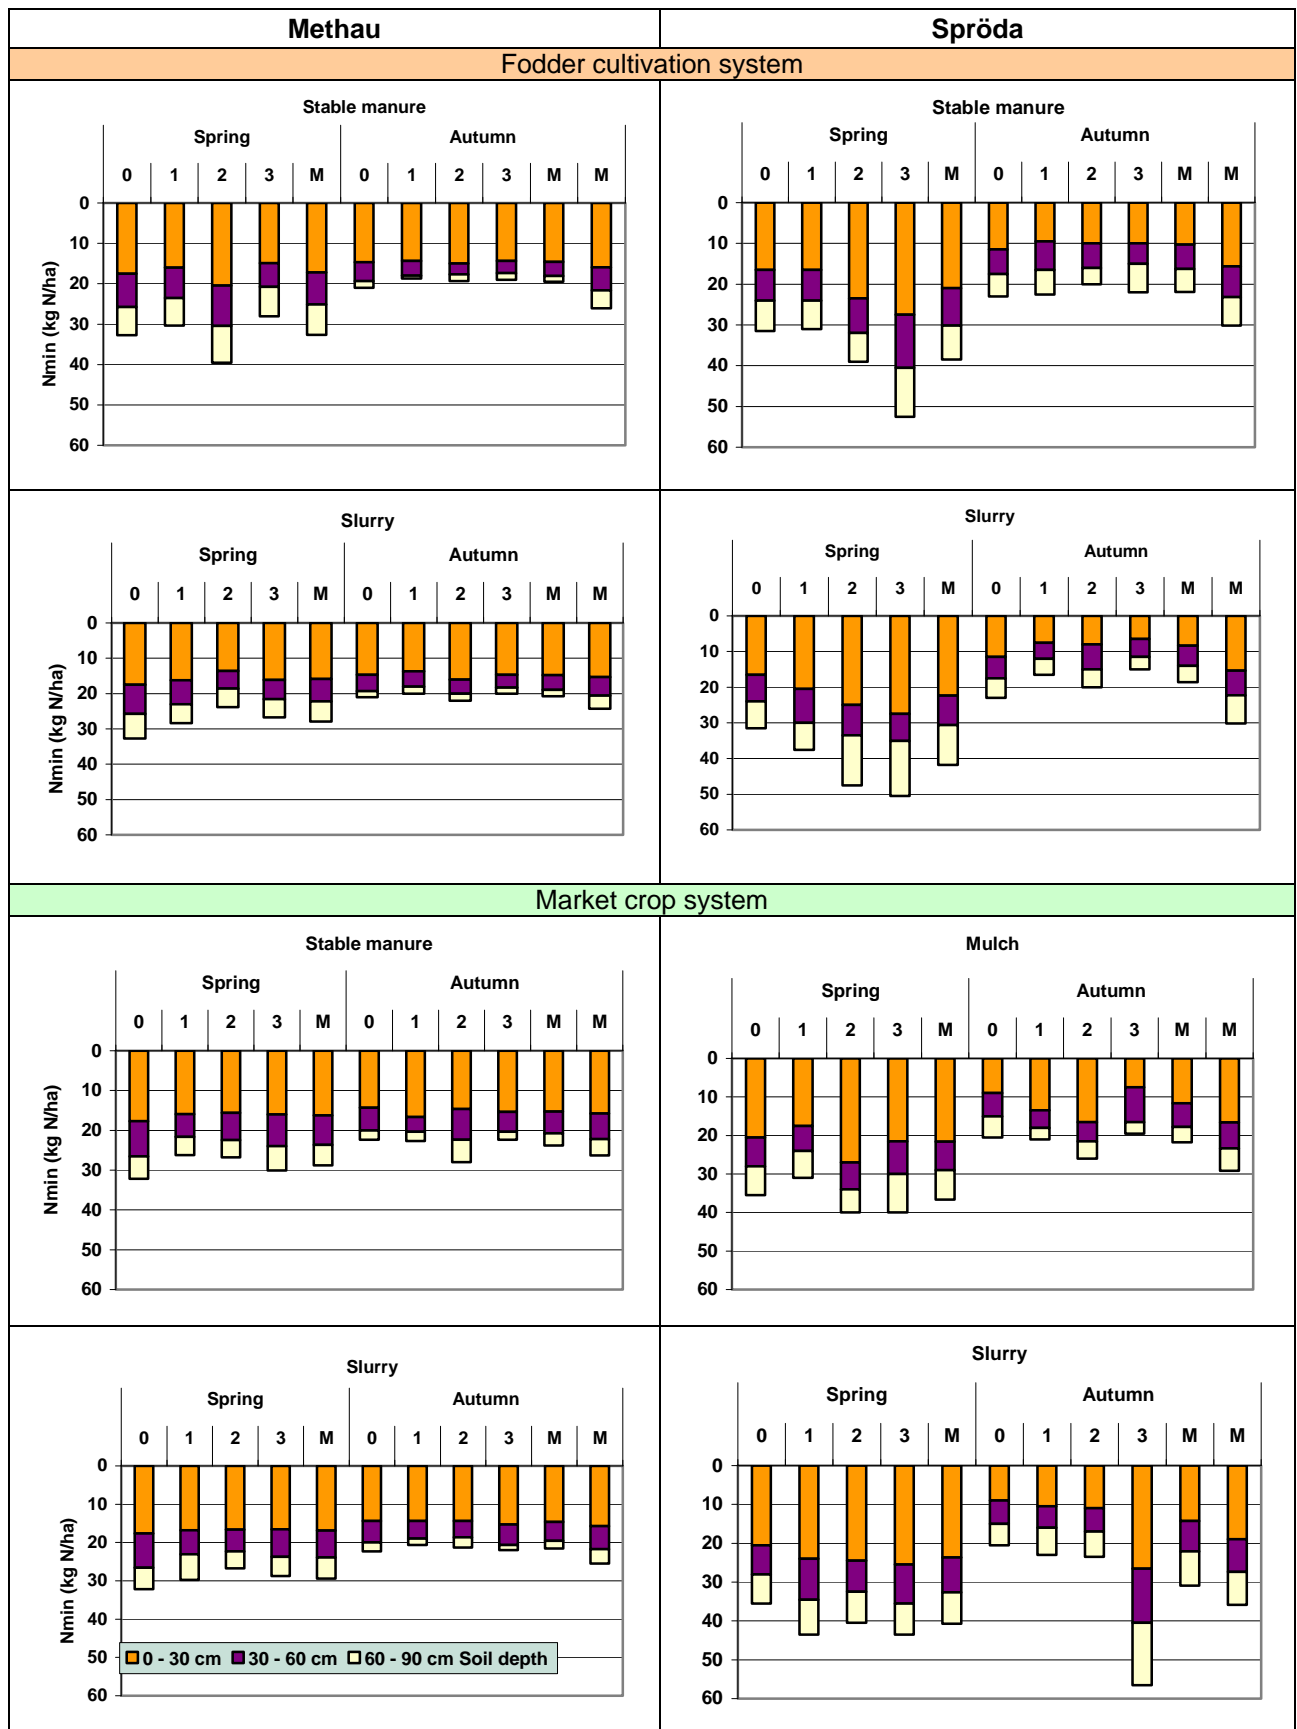 Methau Spröda
Fodder cultivation system
Stable manure
Spring Autumn
0 1 2 3 M 0 1 2 3 M M
0
10
20
30
40
50
60
Nmin (kg N/ha)
Stable manure
Spring Autumn
0 1 2 3 M 0 1 2 3 M M
0
10
20
30
40
50
60
Slurry
Spring Autumn
0 1 2 3 M 0 1 2 3 M M
0
10
20
30
40
50
60
Nmin (kg N/ha)
Slurry
Spring Autumn
0 1 2 3 M 0 1 2 3 M M
0
10
20
30
40
50
60
Market crop system
Stable manure
Spring Autumn
0 1 2 3 M 0 1 2 3 M M
0
10
20
30
40
50
60
Nmin (kg N/ha)
Mulch
Spring Autumn
0 1 2 3 M 0 1 2 3 M M
0
10
20
30
40
50
60
Slurry
Spring Autumn
0 1 2 3 M 0 1 2 3 M M
0
10
20
30
40
50
60
Nmin (kg N/ha)
0 - 30 cm 30 - 60 cm 60 - 90 cm Soil depth
Slurry
Spring Autumn
0 1 2 3 M 0 1 2 3 M M
0
10
20
30
40
50
60